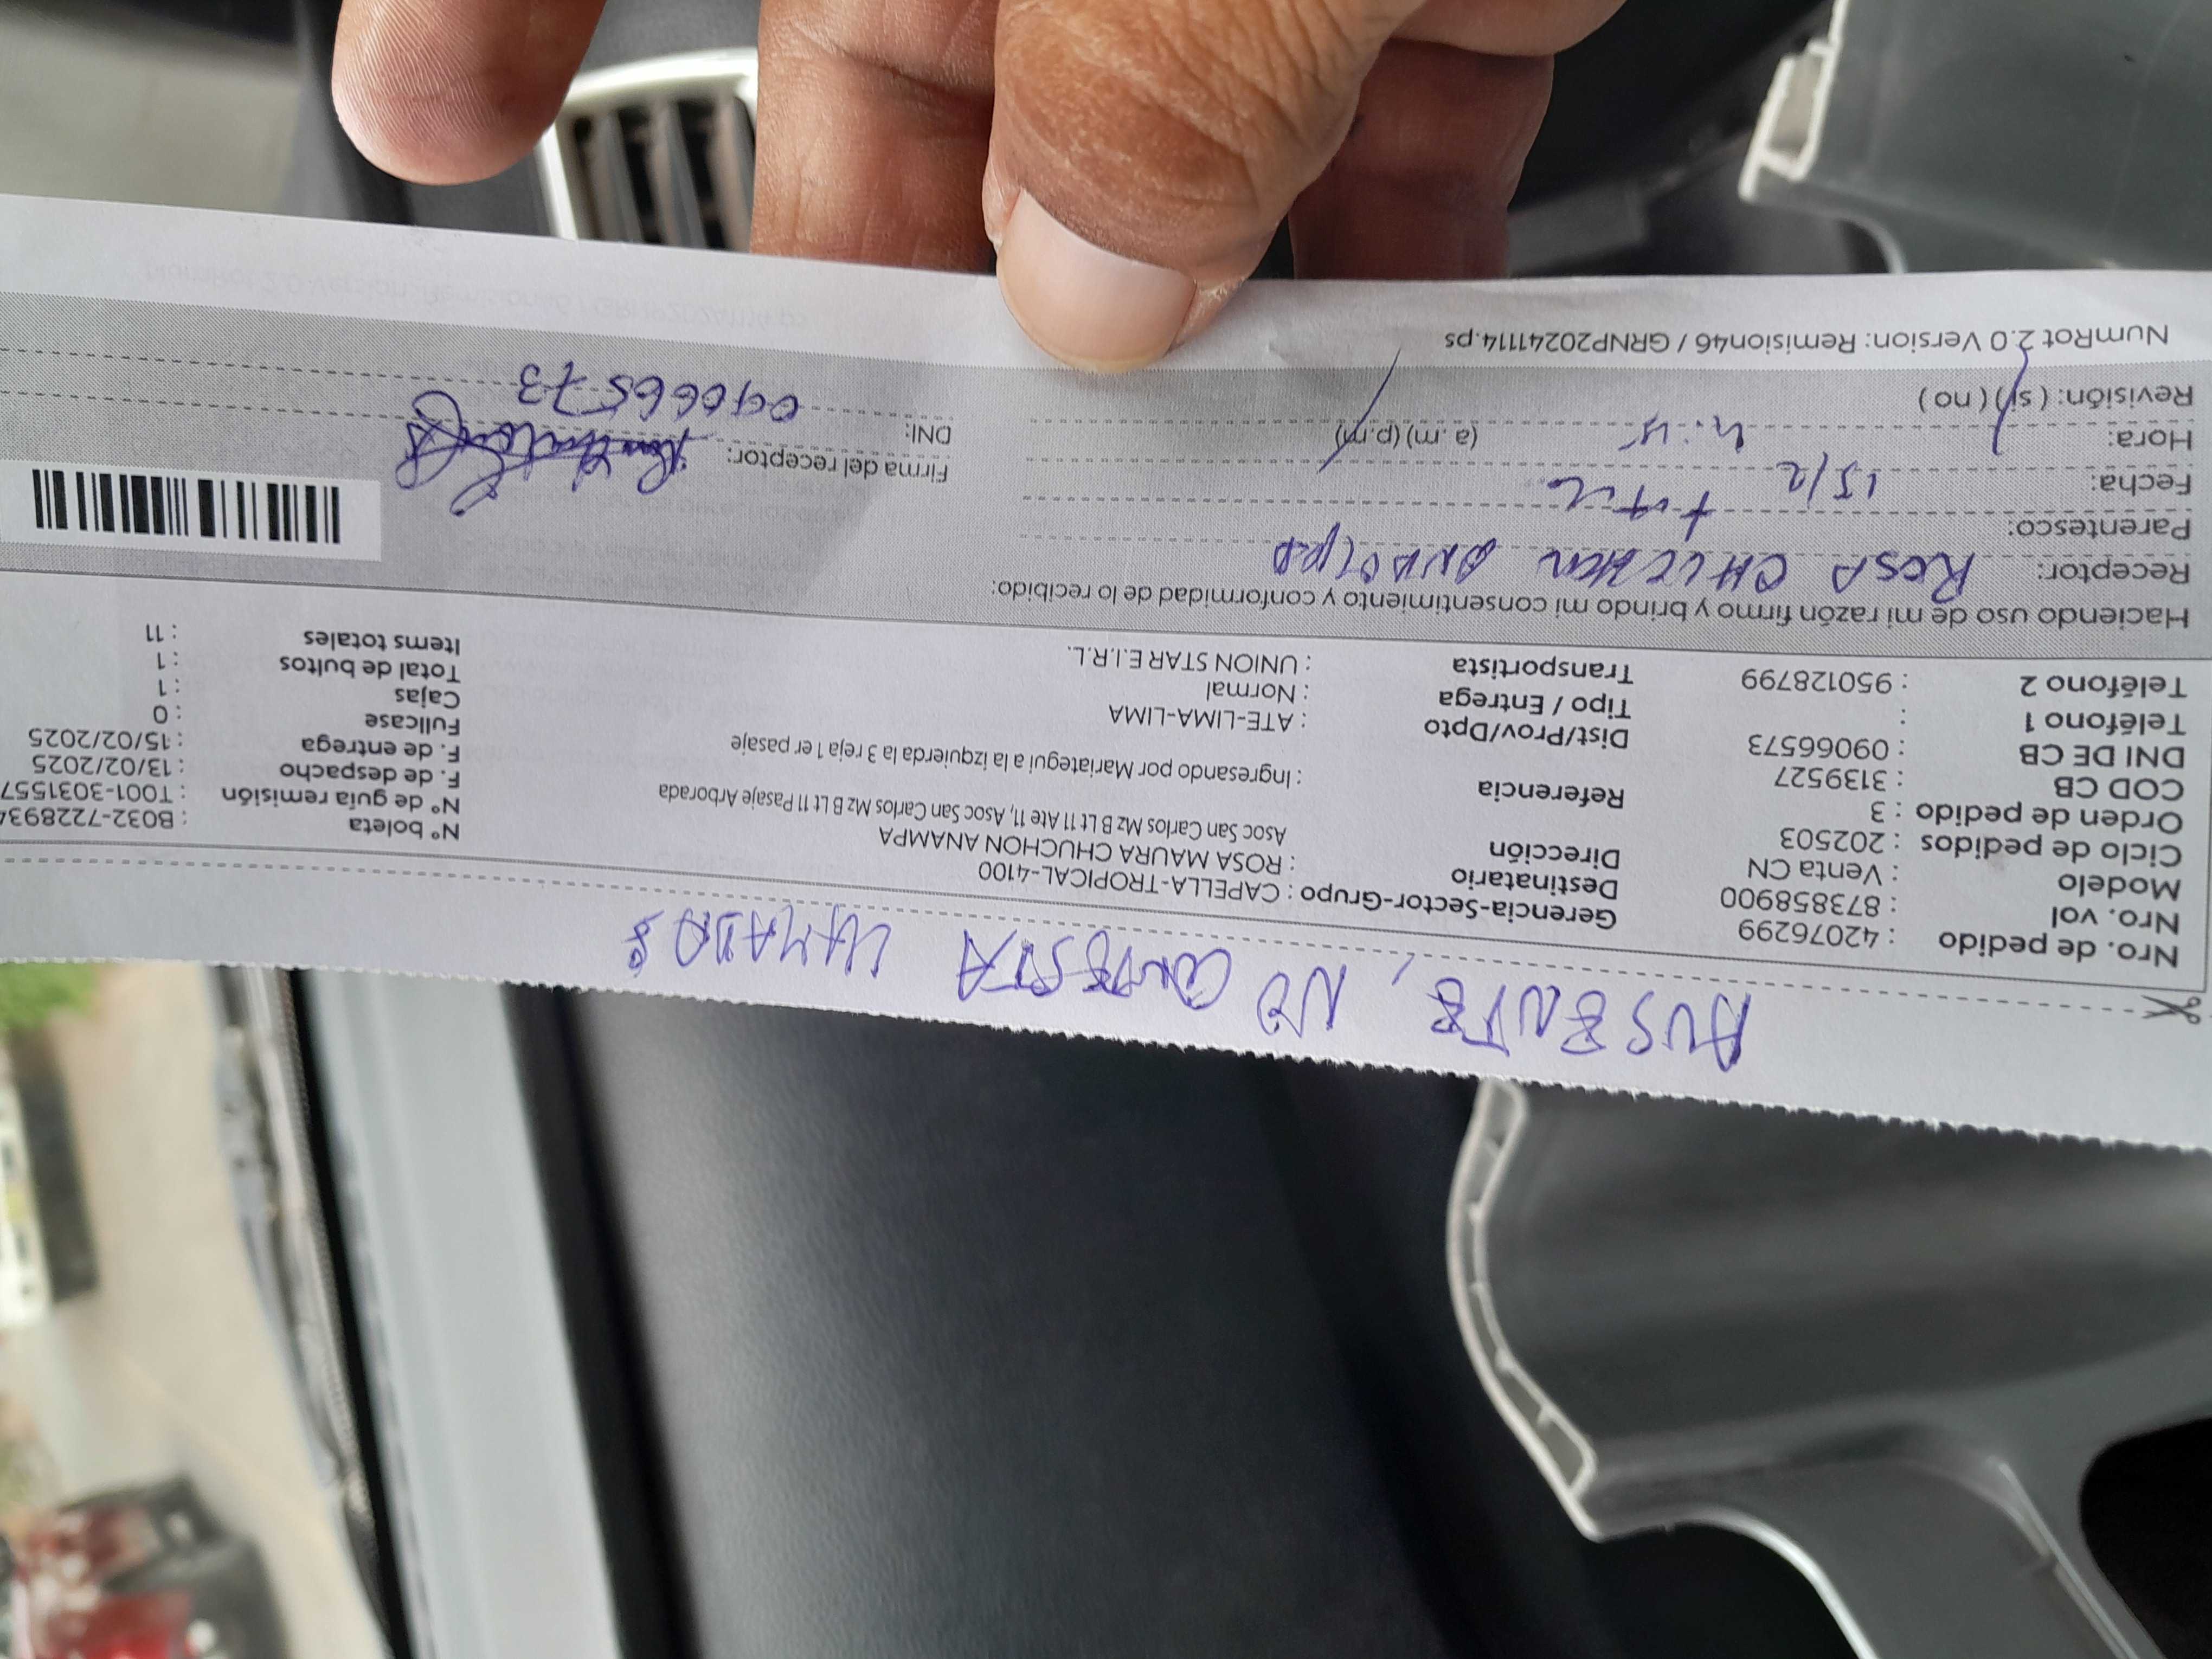 AUSENTE, NO CONTESTA LLAMADAS
Nro. de pedido : 42076299
Nro. vol : 873858900
Modelo : Venta CN
Ciclo de pedidos : 202503
Orden de pedido : 3
COD CB : 3139527
DNI DE CB : 09066573
Teléfono 1 :
Teléfono 2 : 950128799
Gerencia-Sector-Grupo : CAPELLA-TROPICAL-4100
Destinatario : ROSA MAURA CHUCHON ANAMPA
Dirección
Asoc San Carlos Mz B Lt 11 Ate 11, Asoc San Carlos Mz B Lt 11 Pasaje Arborada
Referencia : Ingresando por Mariategui a la izquierda la 3 reja 1 er pasaje
Dist/Prov/Dpto : ATE-LIMA-LIMA
Tipo / Entrega : Normal
Transportista : UNION STAR E.I.R.L.
Nº boleta : B032-7228934
Nº de guía remisión : T001-3031557
F. de despacho : 13/02/2025
F. de entrega : 15/02/2025
Fullcase : 0
Cajas : 1
Total de bultos : 1
Items totales : 11
Haciendo uso de mi razón firmo y brindo mi consentimiento y conformidad de lo recibido:
Receptor: ROSA
Parentesco:
Fecha: 15/2
Hora: (a. m) (p. m)
Revisión: ( si ) ( no )
Firma del receptor:
DNI: 09066573
NumRot 2.0 Version: Remision46 / GRNP20241114.ps